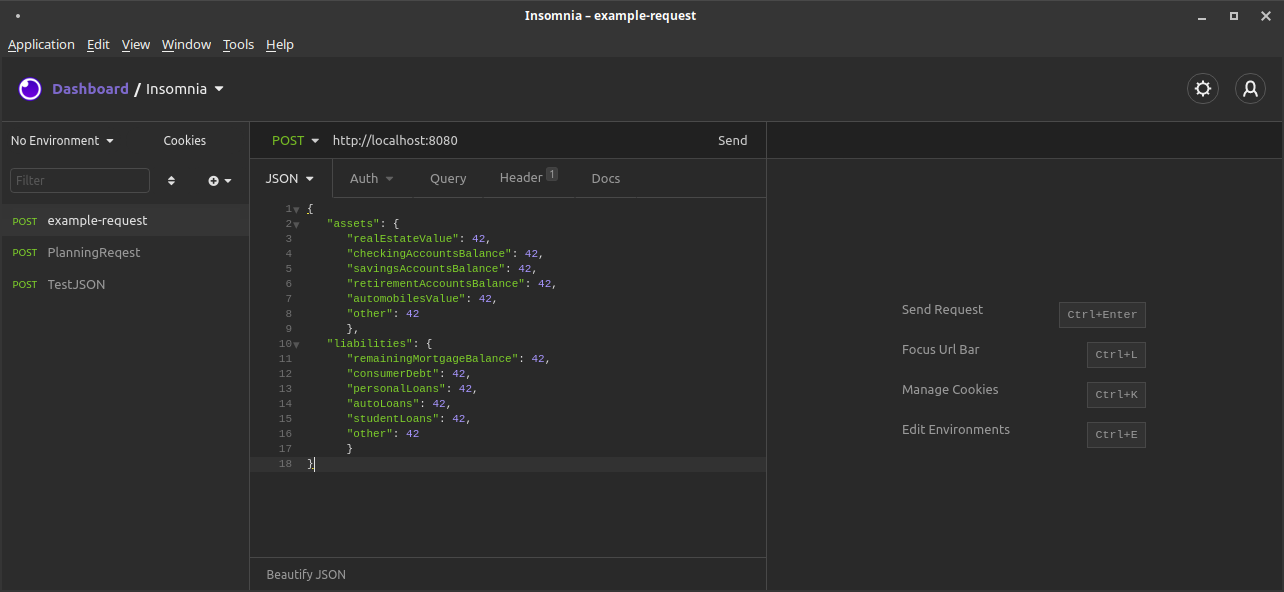 Insomnia – example-request
Application Edit View Window Tools Help
Dashboard / Insomnia
No Environment Cookies
Filter
POST example-request
POST PlanningReqest
POST TestJSON
POST http://localhost:8080 Send
JSON Auth Query Header 1 Docs
1 {
2 "assets": {
3 "realEstateValue": 42,
4 "checkingAccountsBalance": 42,
5 "savingsAccountsBalance": 42,
6 "retirementAccountsBalance": 42,
7 "automobilesValue": 42,
8 "other": 42
9 },
10 "liabilities": {
11 "remainingMortgageBalance": 42,
12 "consumerDebt": 42,
13 "personalLoans": 42,
14 "autoLoans": 42,
15 "studentLoans": 42,
16 "other": 42
17 }
18 }
Beautify JSON
Send Request Ctrl+Enter
Focus Url Bar Ctrl+L
Manage Cookies Ctrl+K
Edit Environments Ctrl+E